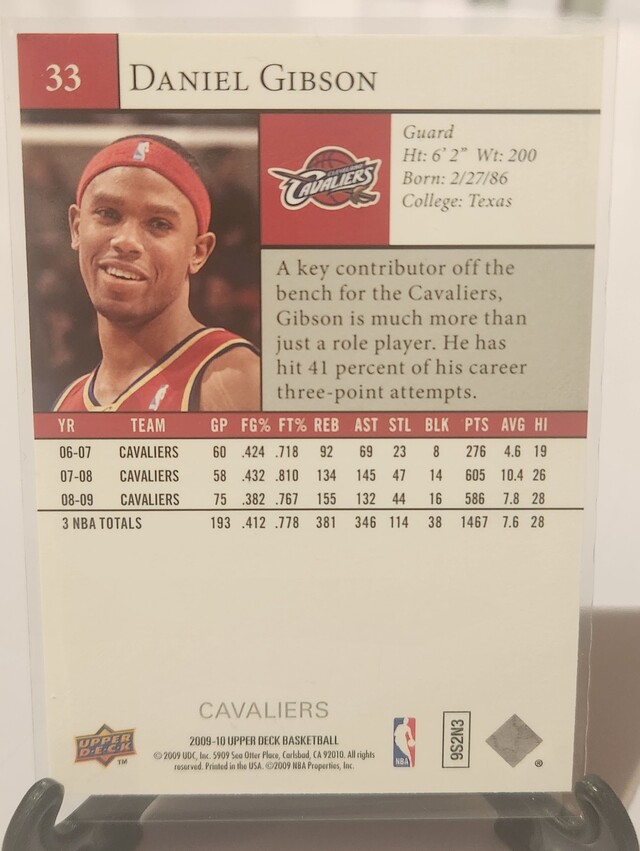 33
DANIEL GIBSON
CLEVELAND
CAVALIERS
Guard
Ht: 6' 2" Wt: 200
Born: 2/27/86
College: Texas
A key contributor off the
bench for the Cavaliers,
Gibson is much more than
just a role player. He has
hit 41 percent of his career
three-point attempts.
YR TEAM GP FG% FT% REB AST STL BLK PTS AVG HI
06-07 CAVALIERS 60 .424 .718 92 69 23 8 276 4.6 19
07-08 CAVALIERS 58 .432 .810 134 145 47 14 605 10.4 26
08-09 CAVALIERS 75 .382 .767 155 132 44 16 586 7.8 28
3 NBA TOTALS 193 .412 .778 381 346 114 38 1467 7.6 28
CAVALIERS
UPPER
D.E.C.K
TM
2009-10 UPPER DECK BASKETBALL
© 2009 UDC, Inc. 5909 Sea Otter Place, Carlsbad, CA 92010. All rights
reserved. Printed in the USA. ©2009 NBA Properties, Inc.
NBA
9S2N3
®